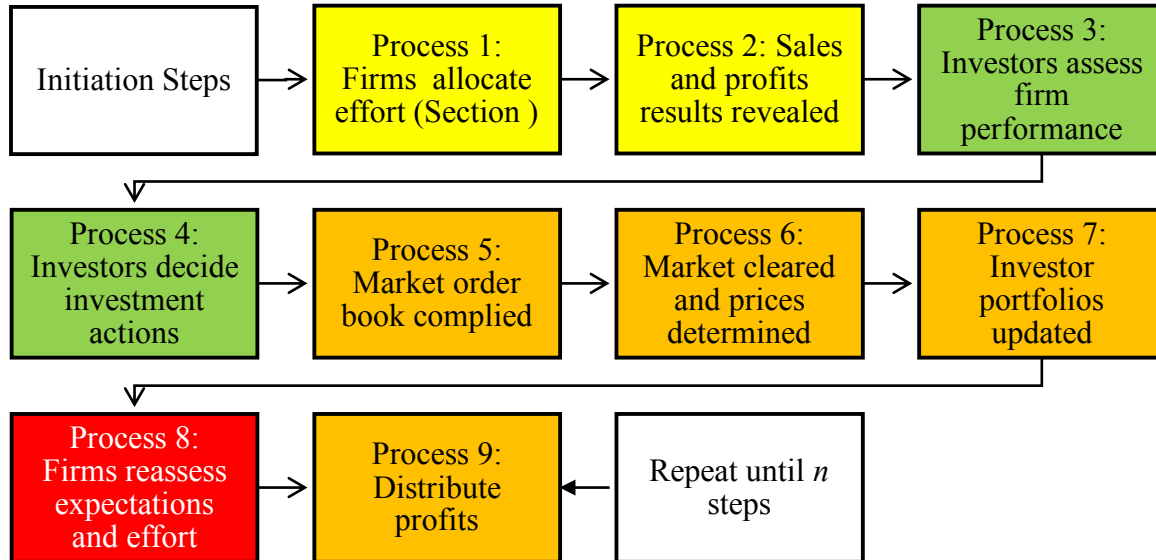 Initiation Steps
Process 1:
Firms allocate
effort (Section )
Process 2: Sales
and profits
results revealed
Process 3:
Investors assess
firm
performance
Process 4:
Investors decide
investment
actions
Process 5:
Market order
book complied
Process 6:
Market cleared
and prices
determined
Process 7:
Investor
portfolios
updated
Process 8:
Firms reassess
expectations
and effort
Process 9:
Distribute
profits
Repeat until n
steps